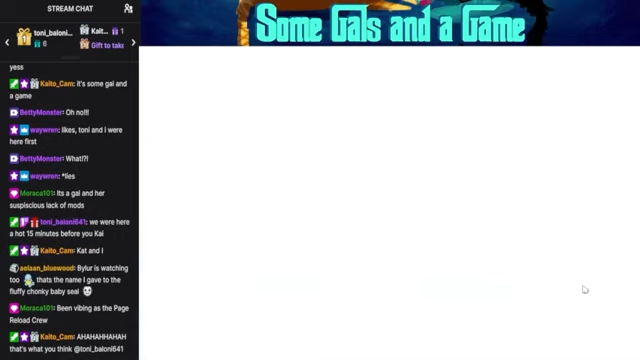 STREAM CHAT
Some Gals and a Game
toni_baloni...
6
Kait... 1
Gift to take
yess
Kaito_Cam: It's some gal and
a game
BettyMonster: Oh no!!!
waywren: likes, toni and i were
here first
BettyMonster: What!?!
waywren: *lies
Moraca101: Its a gal and her
suspicious lack of mods
toni_baloni641: we were here
a hot 15 minutes before you Kai
Kaito_Cam: Kat and I
aelaan_bluewood: Bylur is watching
too thats the name I gave to the
fluffy chonky baby seal
Moraca101: Been vibing as the Page
Reload Crew
Kaito_Cam: AHAHAHHAHAH
that's what you think @toni_baloni641